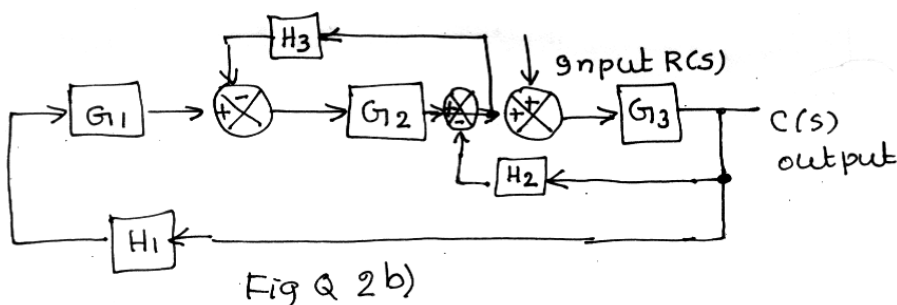 H3
Input R(s)
G1
+ -
G2
+ -
+ +
G3
C(s)
output
H2
H1
Fig Q 2b)